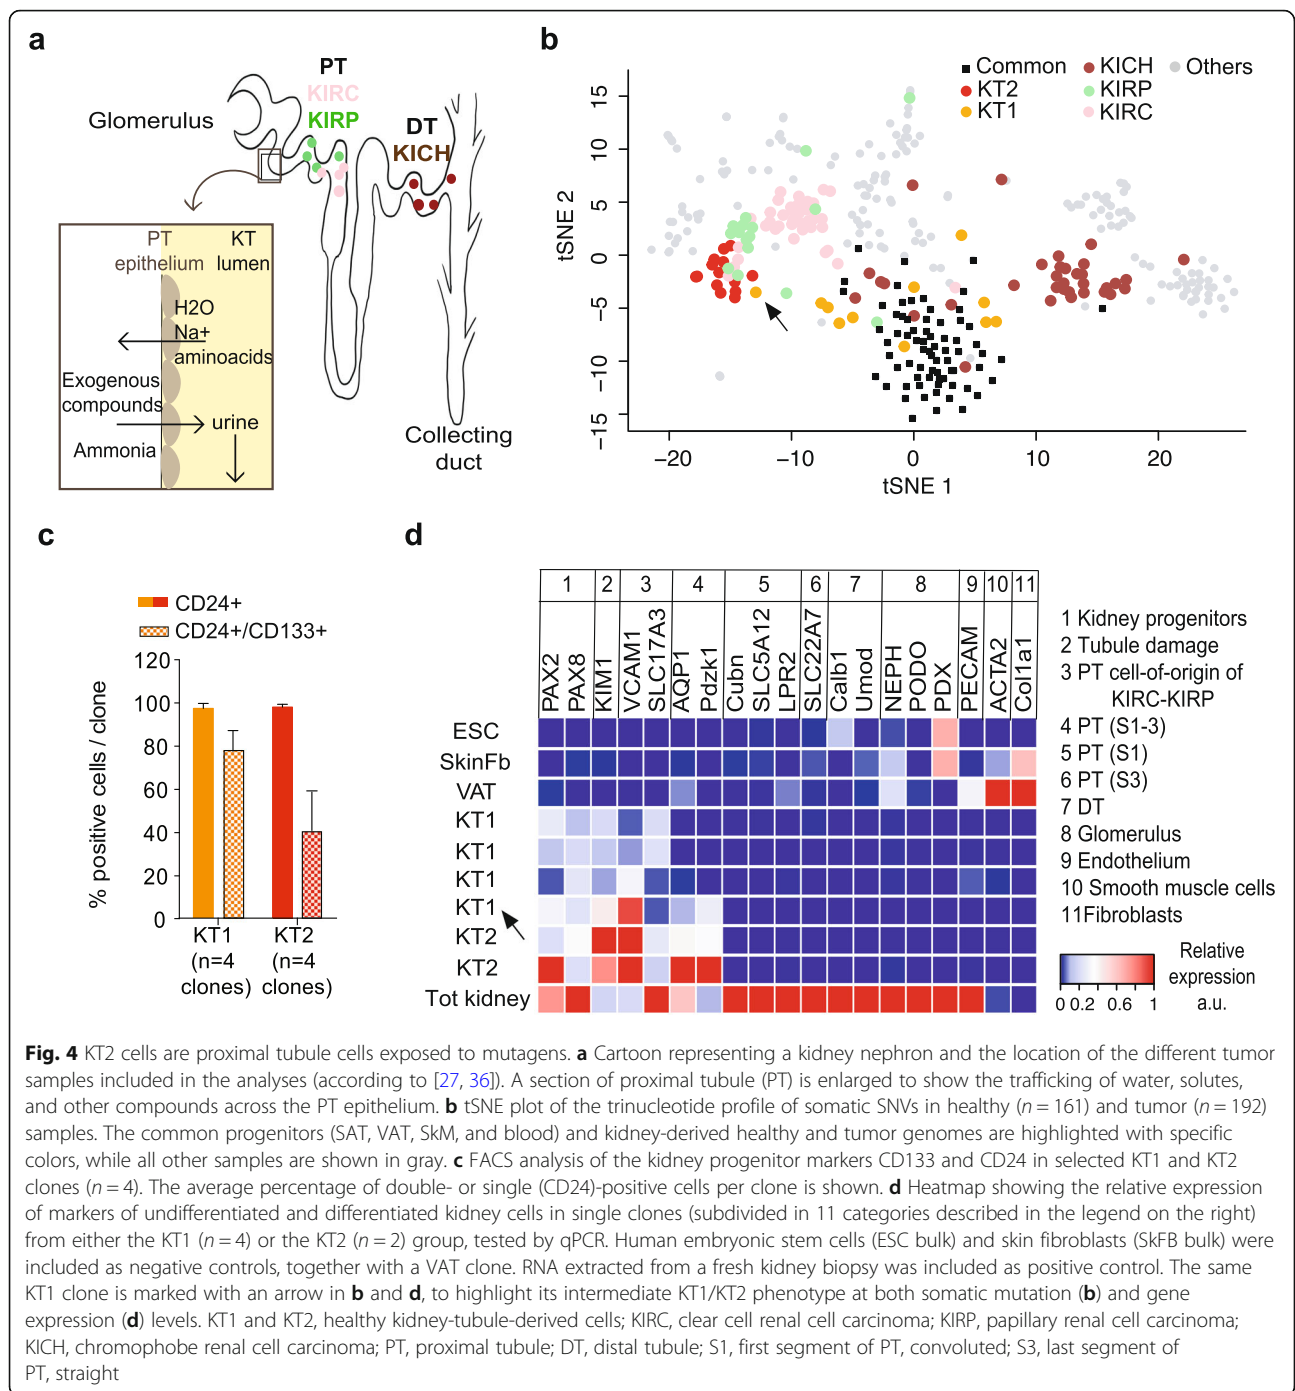 a
PT
KIRC
KIRP
Glomerulus
DT
KICH
PT
epithelium
KT
lumen
H2O
Na+
aminoacids
Exogenous
compounds
urine
Ammonia
Collecting
duct
b
Common
KT2
KT1
KICH
KIRP
KIRC
Others
tSNE 2
15
10
5
0
−5
−10
−15
−20
−10
0
10
20
tSNE 1
c
CD24+
CD24+/CD133+
% positive cells / clone
120
100
80
60
40
20
0
KT1
(n=4
clones)
KT2
(n=4
clones)
d
1 2 3 4 5 6 7 8 9 10 11
PAX2
PAX8
KIM1
VCAM1
SLC17A3
AQP1
Pdzk1
Cubn
SLC5A12
LPR2
SLC22A7
Calb1
Umod
NEPH
PODO
PDX
PECAM
ACTA2
Col1a1
ESC
SkinFb
VAT
KT1
KT1
KT1
KT1
KT2
KT2
Tot kidney
1 Kidney progenitors
2 Tubule damage
3 PT cell-of-origin of
KIRC-KIRP
4 PT (S1-3)
5 PT (S1)
6 PT (S3)
7 DT
8 Glomerulus
9 Endothelium
10 Smooth muscle cells
11Fibroblasts
0 0.2 0.6 1
Relative
expression
a.u.
Fig. 4 KT2 cells are proximal tubule cells exposed to mutagens. a Cartoon representing a kidney nephron and the location of the different tumor
samples included in the analyses (according to [27, 36]). A section of proximal tubule (PT) is enlarged to show the trafficking of water, solutes,
and other compounds across the PT epithelium. b tSNE plot of the trinucleotide profile of somatic SNVs in healthy (n = 161) and tumor (n = 192)
samples. The common progenitors (SAT, VAT, SkM, and blood) and kidney-derived healthy and tumor genomes are highlighted with specific
colors, while all other samples are shown in gray. c FACS analysis of the kidney progenitor markers CD133 and CD24 in selected KT1 and KT2
clones (n = 4). The average percentage of double- or single (CD24)-positive cells per clone is shown. d Heatmap showing the relative expression
of markers of undifferentiated and differentiated kidney cells in single clones (subdivided in 11 categories described in the legend on the right)
from either the KT1 (n = 4) or the KT2 (n = 2) group, tested by qPCR. Human embryonic stem cells (ESC bulk) and skin fibroblasts (SkFB bulk) were
included as negative controls, together with a VAT clone. RNA extracted from a fresh kidney biopsy was included as positive control. The same
KT1 clone is marked with an arrow in b and d, to highlight its intermediate KT1/KT2 phenotype at both somatic mutation (b) and gene
expression (d) levels. KT1 and KT2, healthy kidney-tubule-derived cells; KIRC, clear cell renal cell carcinoma; KIRP, papillary renal cell carcinoma;
KICH, chromophobe renal cell carcinoma; PT, proximal tubule; DT, distal tubule; S1, first segment of PT, convoluted; S3, last segment of
PT, straight